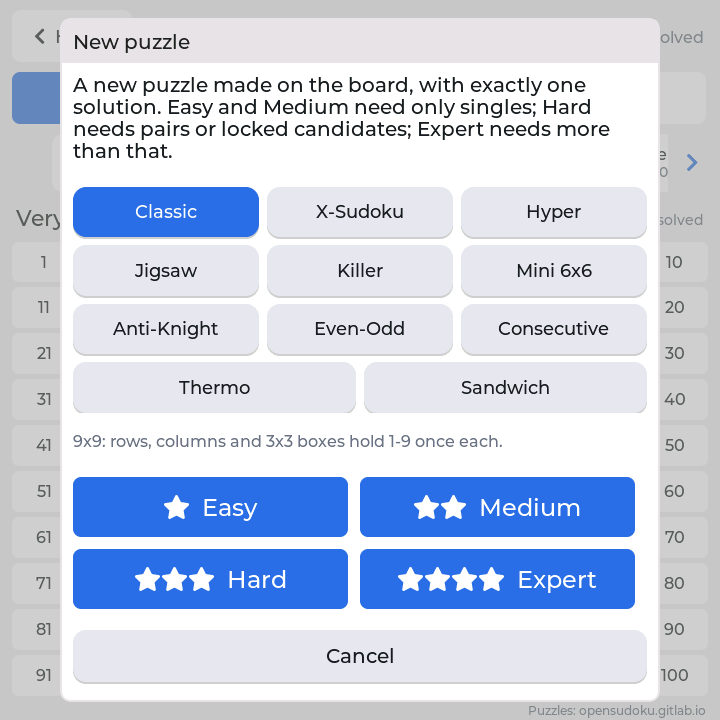 New puzzle
olved
A new puzzle made on the board, with exactly one
solution. Easy and Medium need only singles; Hard
needs pairs or locked candidates; Expert needs more
than that.
Classic
X-Sudoku
Hyper
Very
solved
Jigsaw
Killer
Mini 6x6
1
10
Anti-Knight
Even-Odd
Consecutive
11
20
21
30
Thermo
Sandwich
31
40
9x9: rows, columns and 3x3 boxes hold 1-9 once each.
41
50
51
60
Easy
Medium
61
70
Hard
Expert
71
80
81
90
Cancel
91
100
Puzzles: opensudoku.gitlab.io